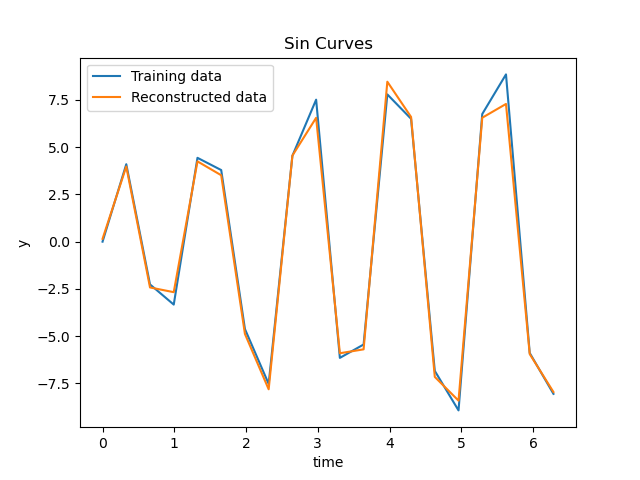 Sin Curves
Training data
Reconstructed data
7.5
5.0
2.5
0.0
−2.5
−5.0
−7.5
y
0 1 2 3 4 5 6
time